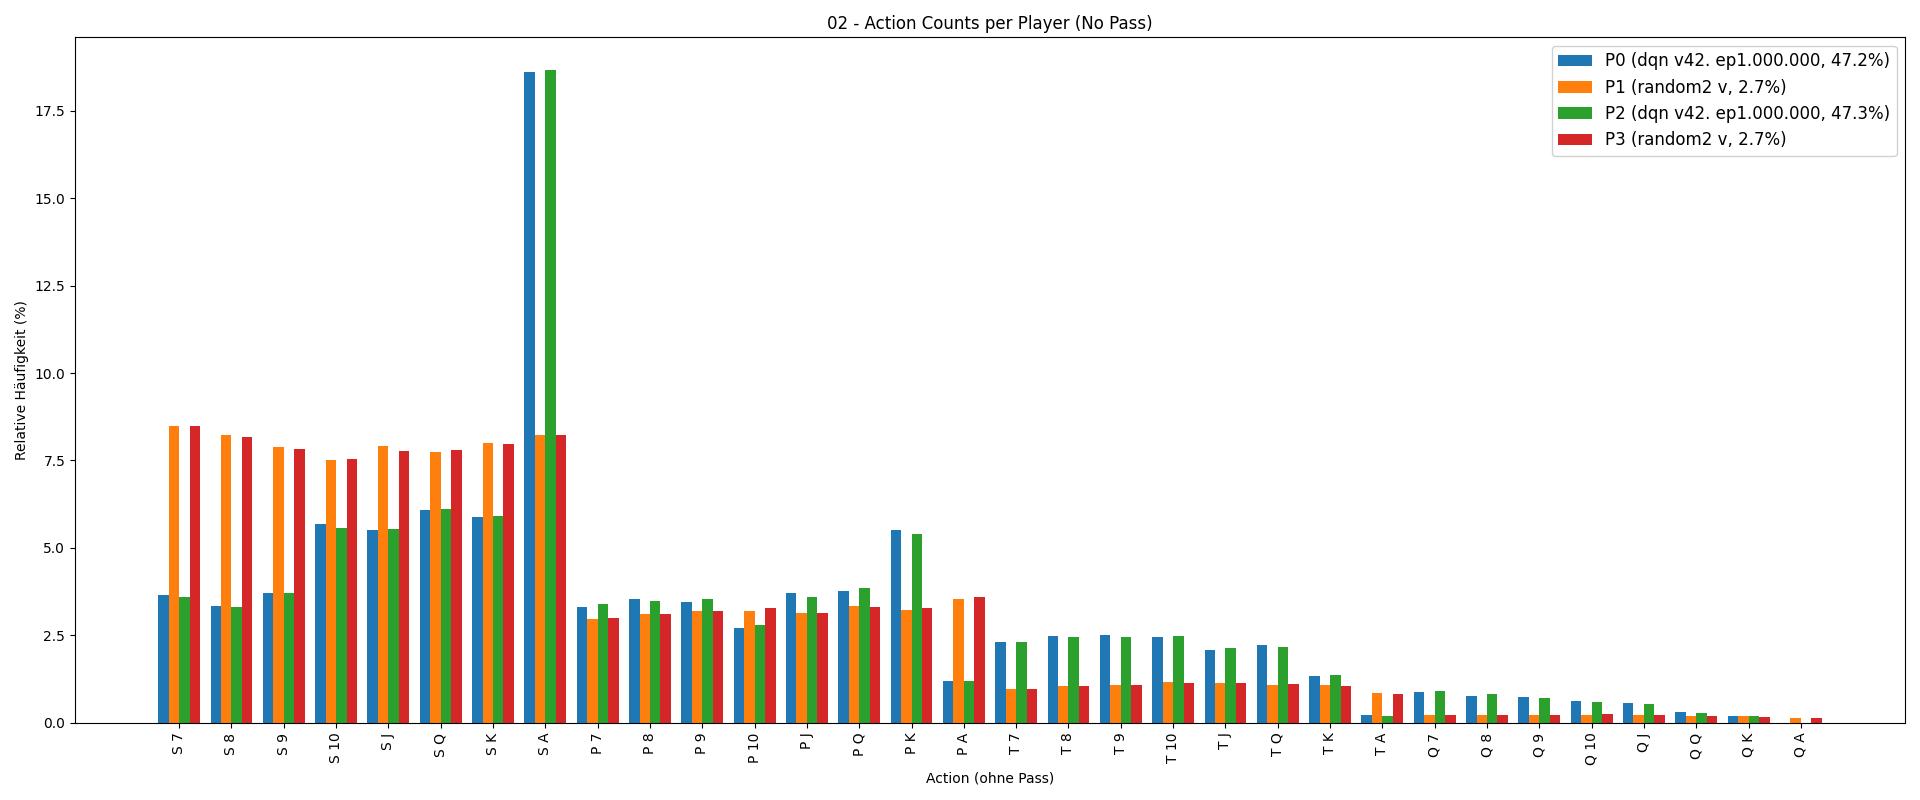 02 - Action Counts per Player (No Pass)
P0 (dqn v42. ep1.000.000, 47.2%)
P1 (random2 v, 2.7%)
P2 (dqn v42. ep1.000.000, 47.3%)
P3 (random2 v, 2.7%)
Relative Häufigkeit (%)
17.5
15.0
12.5
10.0
7.5
5.0
2.5
0.0
S 7
S 8
S 9
S 10
S J
S Q
S K
S A
P 7
P 8
P 9
P 10
P J
P Q
P K
P A
T 7
T 8
T 9
T 10
T J
T Q
T K
T A
Q 7
Q 8
Q 9
Q 10
Q J
Q Q
Q K
Q A
Action (ohne Pass)